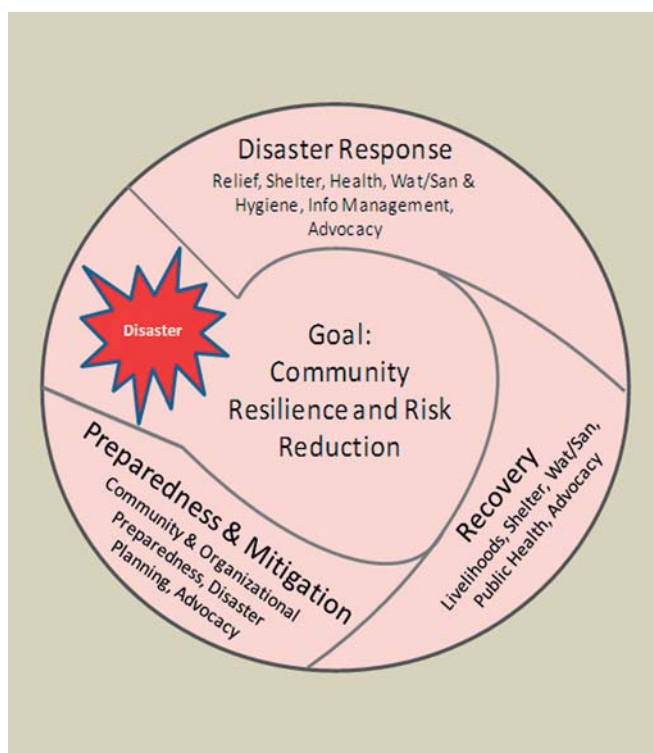 Disaster Response
Relief, Shelter, Health, Wat/San &
Hygiene, Info Management,
Advocacy
Disaster
Goal:
Community
Resilience and Risk
Reduction
Recovery
Livelihoods, Shelter, Wat/San,
Public Health, Advocacy
Preparedness & Mitigation
Community & Organizational
Preparedness, Disaster
Planning, Advocacy